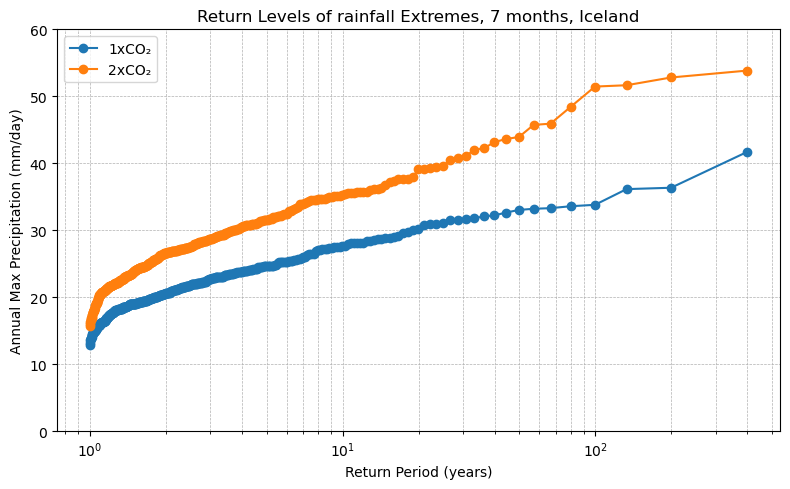 Return Levels of rainfall Extremes, 7 months, Iceland
1xCO₂
2xCO₂
Annual Max Precipitation (mm/day)
60
50
40
30
20
10
0
10⁰
10¹
10²
Return Period (years)